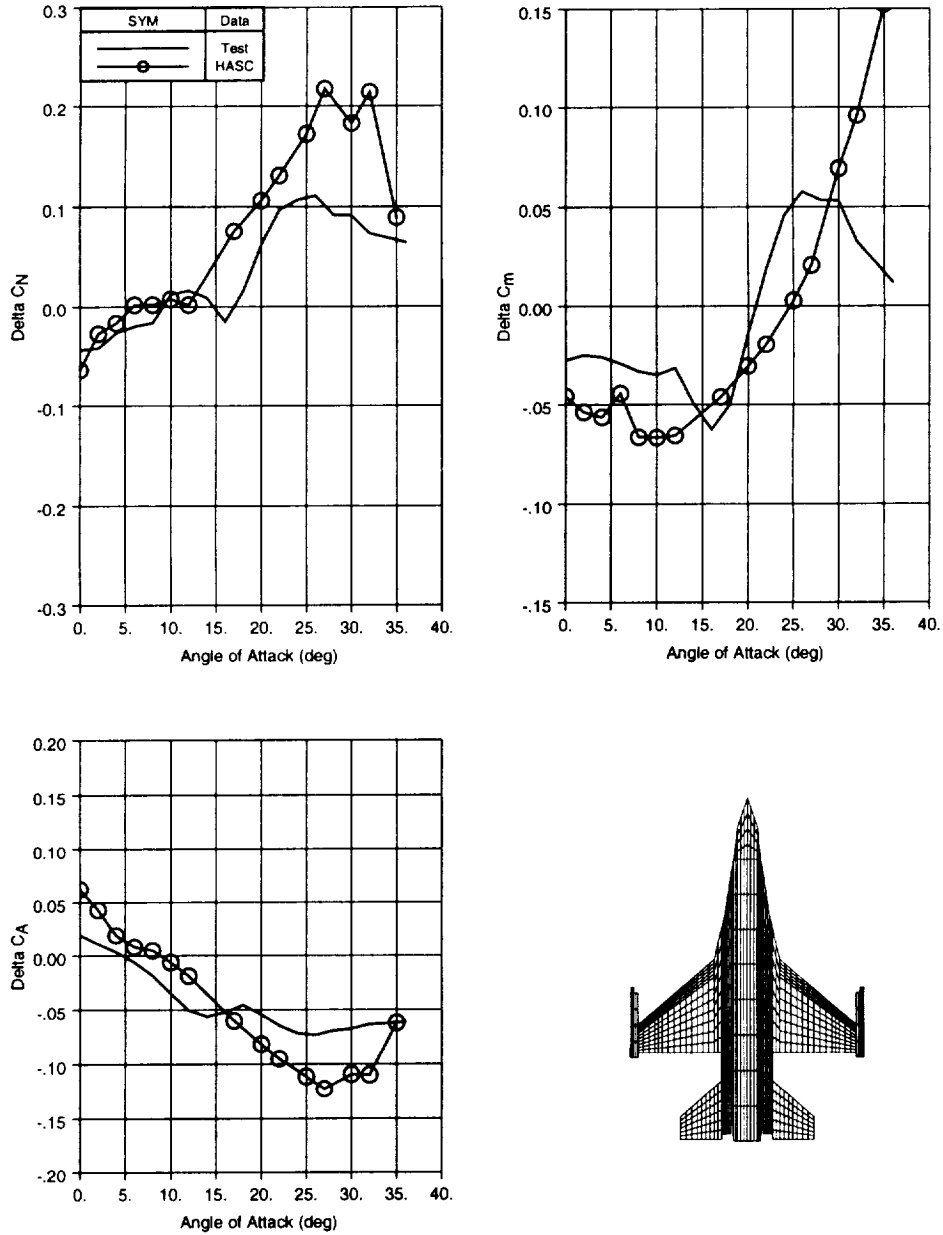 SYM Data
Test
HASC
0.3
0.2
0.1
0.0
-0.1
-0.2
-0.3
Delta CN
0. 5. 10. 15. 20. 25. 30. 35. 40.
Angle of Attack (deg)
0.15
0.10
0.05
0.00
-.05
-.10
-.15
Delta Cm
0. 5. 10. 15. 20. 25. 30. 35. 40.
Angle of Attack (deg)
0.20
0.15
0.10
0.05
0.00
-.05
-.10
-.15
-.20
Delta CA
0. 5. 10. 15. 20. 25. 30. 35. 40.
Angle of Attack (deg)